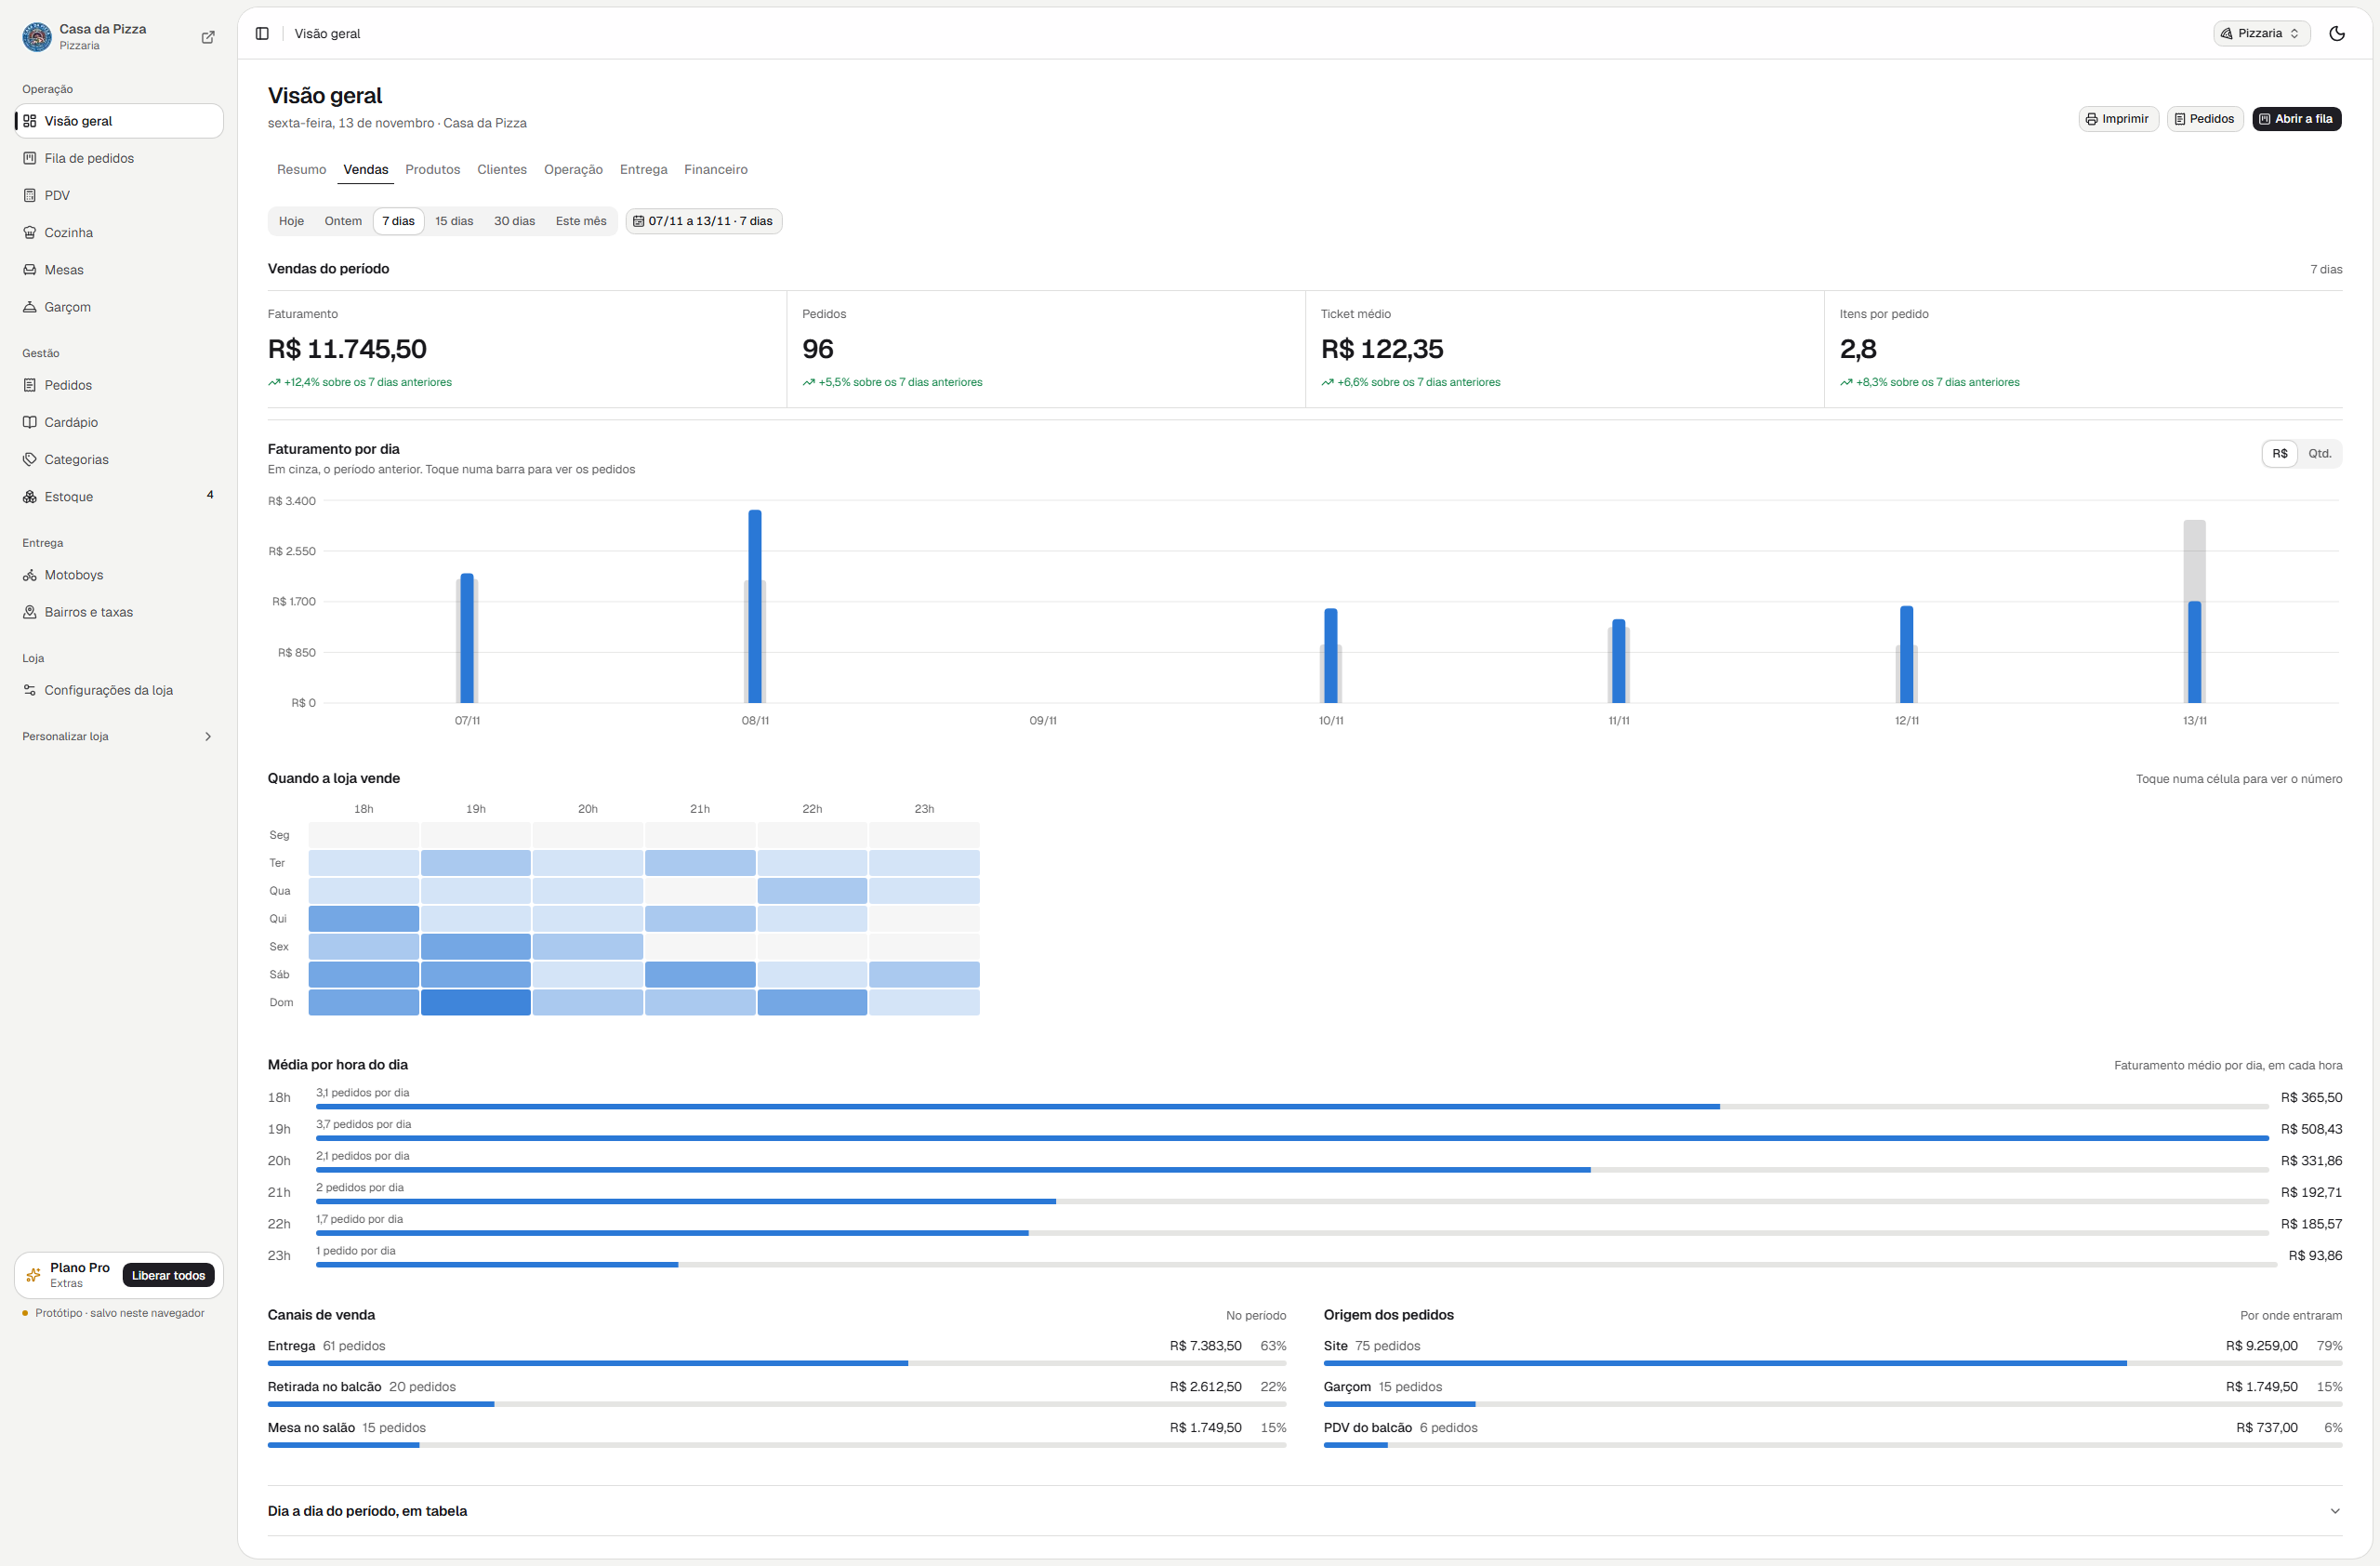 Casa da Pizza
Pizzaria
Operação
Visão geral
Fila de pedidos
PDV
Cozinha
Mesas
Garçom
Gestão
Pedidos
Cardápio
Categorias
Estoque 4
Entrega
Motoboys
Bairros e taxas
Loja
Configurações da loja
Personalizar loja
Plano Pro
Extras
Liberar todos
Protótipo · salvo neste navegador
Visão geral
Pizzaria
Visão geral
sexta-feira, 13 de novembro · Casa da Pizza
Imprimir Pedidos Abrir a fila
Resumo Vendas Produtos Clientes Operação Entrega Financeiro
Hoje Ontem 7 dias 15 dias 30 dias Este mês 07/11 a 13/11 · 7 dias
Vendas do período 7 dias
Faturamento
R$ 11.745,50
+12,4% sobre os 7 dias anteriores
Pedidos
96
+5,5% sobre os 7 dias anteriores
Ticket médio
R$ 122,35
+6,6% sobre os 7 dias anteriores
Itens por pedido
2,8
+8,3% sobre os 7 dias anteriores
Faturamento por dia
Em cinza, o período anterior. Toque numa barra para ver os pedidos
R$ Qtd.
R$ 3.400
R$ 2.550
R$ 1.700
R$ 850
R$ 0
07/11 08/11 09/11 10/11 11/11 12/11 13/11
Quando a loja vende Toque numa célula para ver o número
18h 19h 20h 21h 22h 23h
Seg
Ter
Qua
Qui
Sex
Sáb
Dom
Média por hora do dia Faturamento médio por dia, em cada hora
18h 3,1 pedidos por dia R$ 365,50
19h 3,7 pedidos por dia R$ 508,43
20h 2,1 pedidos por dia R$ 331,86
21h 2 pedidos por dia R$ 192,71
22h 1,7 pedido por dia R$ 185,57
23h 1 pedido por dia R$ 93,86
Canais de venda No período
Entrega 61 pedidos R$ 7.383,50 63%
Retirada no balcão 20 pedidos R$ 2.612,50 22%
Mesa no salão 15 pedidos R$ 1.749,50 15%
Origem dos pedidos Por onde entraram
Site 75 pedidos R$ 9.259,00 79%
Garçom 15 pedidos R$ 1.749,50 15%
PDV do balcão 6 pedidos R$ 737,00 6%
Dia a dia do período, em tabela